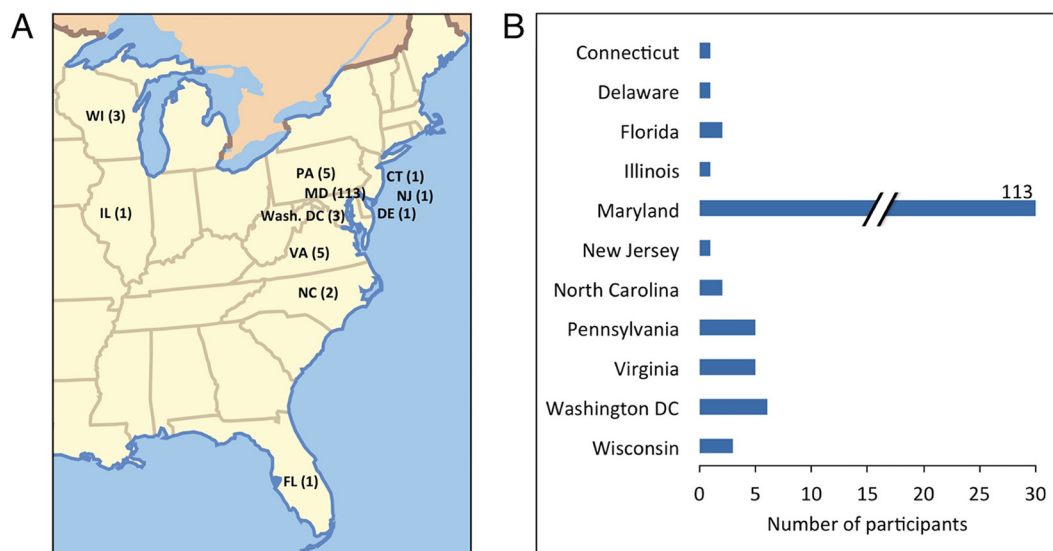 A
WI (3)
PA (5)
CT (1)
MD (113)
NJ (1)
IL (1)
Wash. DC (3)
DE (1)
VA (5)
NC (2)
FL (1)
B
Connecticut
Delaware
Florida
Illinois
113
Maryland
New Jersey
North Carolina
Pennsylvania
Virginia
Washington DC
Wisconsin
0 5 10 15 20 25 30
Number of participants